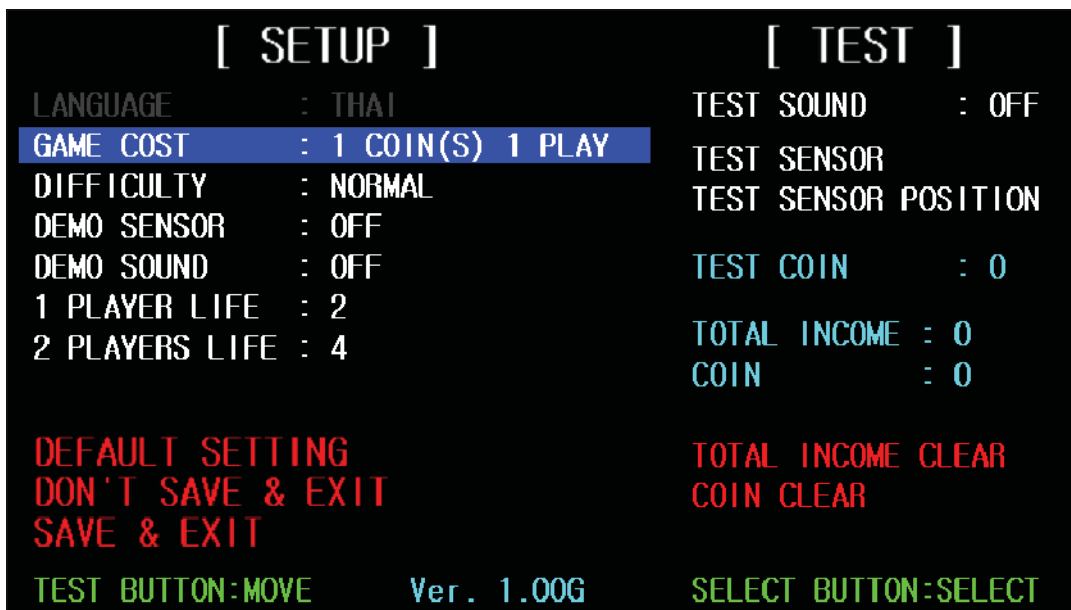 [ SETUP ]
LANGUAGE : THAI
GAME COST : 1 COIN(S) 1 PLAY
DIFFICULTY : NORMAL
DEMO SENSOR : OFF
DEMO SOUND : OFF
1 PLAYER LIFE : 2
2 PLAYERS LIFE : 4
DEFAULT SETTING
DON'T SAVE & EXIT
SAVE & EXIT
[ TEST ]
TEST SOUND : OFF
TEST SENSOR
TEST SENSOR POSITION
TEST COIN : 0
TOTAL INCOME : 0
COIN : 0
TOTAL INCOME CLEAR
COIN CLEAR
TEST BUTTON:MOVE Ver. 1.00G SELECT BUTTON:SELECT